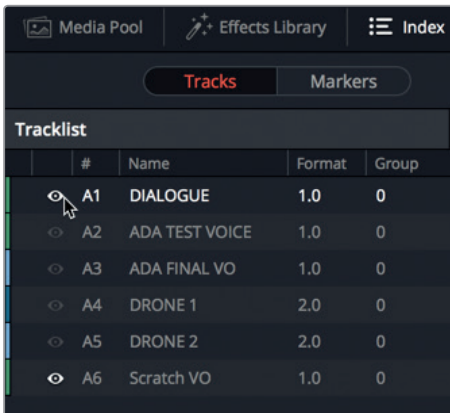 Media Pool Effects Library Index
Tracks Markers
Tracklist
# Name Format Group
A1 DIALOGUE 1.0 0
A2 ADA TEST VOICE 1.0 0
A3 ADA FINAL VO 1.0 0
A4 DRONE 1 2.0 0
A5 DRONE 2 2.0 0
A6 Scratch VO 1.0 0